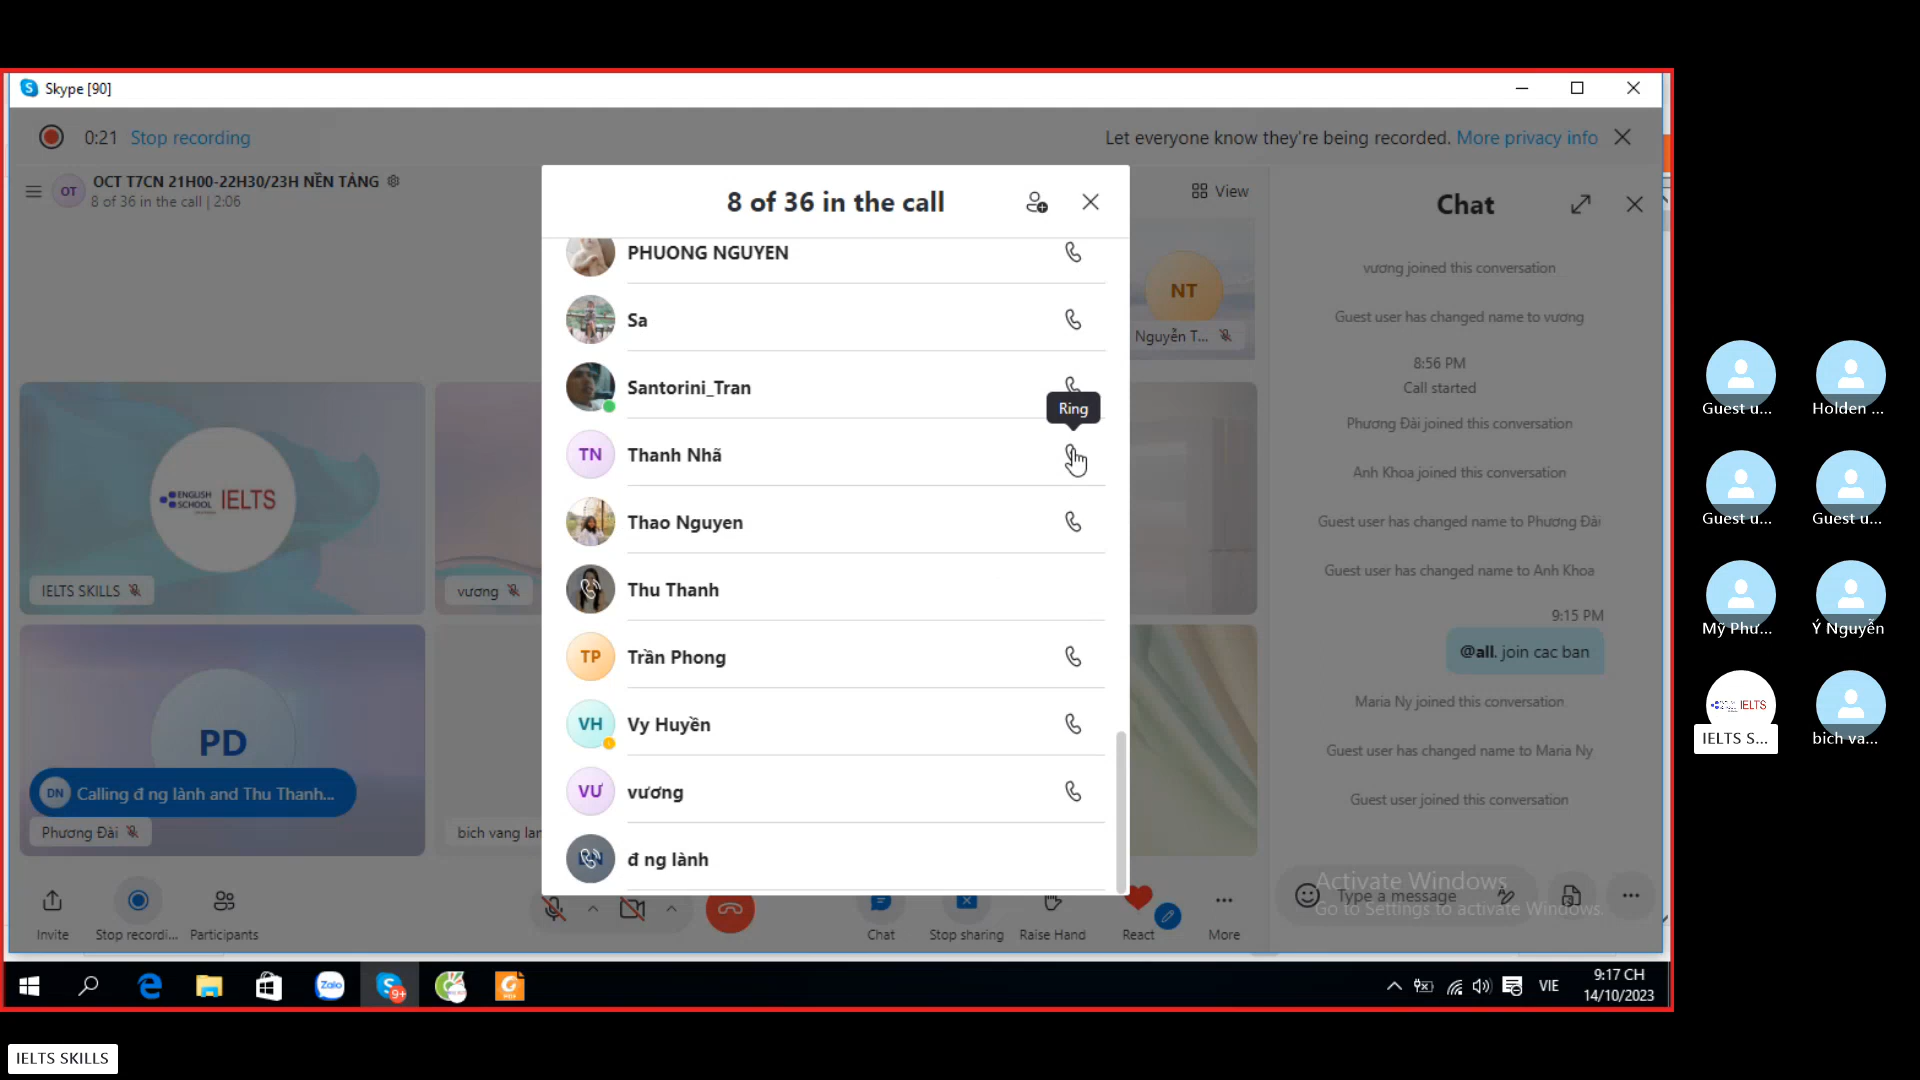 Skype [90]
0:21 Stop recording
Let everyone know they're being recorded. More privacy info
OT
OCT T7CN 21H00-22H30/23H NỀN TẢNG
8 of 36 in the call | 2:06
View
8 of 36 in the call
PHUONG NGUYEN
Sa
Santorini_Tran
Ring
TN
Thanh Nhã
Thao Nguyen
Thu Thanh
TP
Trần Phong
VH
Vy Huyền
VƯ
vương
đ ng lành
ENGLISH
SCHOOL
IELTS
IELTS SKILLS
vương
PD
DN
Calling đ ng lành and Thu Thanh...
Phương Đài
bich vang lan
NT
Nguyễn T...
Chat
vương joined this conversation
Guest user has changed name to vương
8:56 PM
Call started
Phương Đài joined this conversation
Anh Khoa joined this conversation
Guest user has changed name to Phương Đài
Guest user has changed name to Anh Khoa
9:15 PM
@all. join cac ban
Maria Ny joined this conversation
Guest user has changed name to Maria Ny
Guest user joined this conversation
Type a message
Activate Windows
Go to Settings to activate Windows.
Invite
Stop recordi...
Participants
Chat
Stop sharing
Raise Hand
React
More
Zalo
9+
VIE
9:17 CH
14/10/2023
Guest u...
Holden ...
Guest u...
Guest u...
Mỹ Phư...
Ý Nguyễn
IELTS
IELTS S...
bich va...
IELTS SKILLS